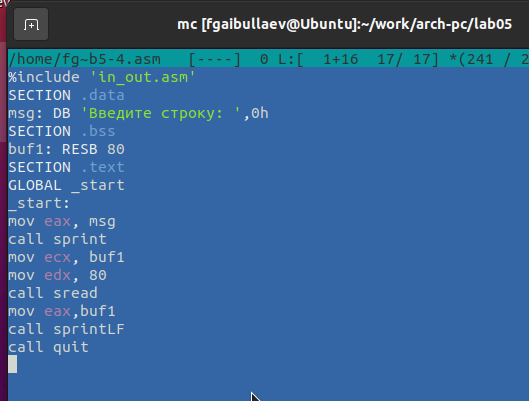 mc [fgaibullaev@Ubuntu]:~/work/arch-pc/lab05
/home/fg~b5-4.asm   [----]  0 L:[  1+16  17/ 17] *(241 / 2
%include 'in_out.asm'
SECTION .data
msg: DB 'Введите строку: ',0h
SECTION .bss
buf1: RESB 80
SECTION .text
GLOBAL _start
_start:
mov eax, msg
call sprint
mov ecx, buf1
mov edx, 80
call sread
mov eax,buf1
call sprintLF
call quit